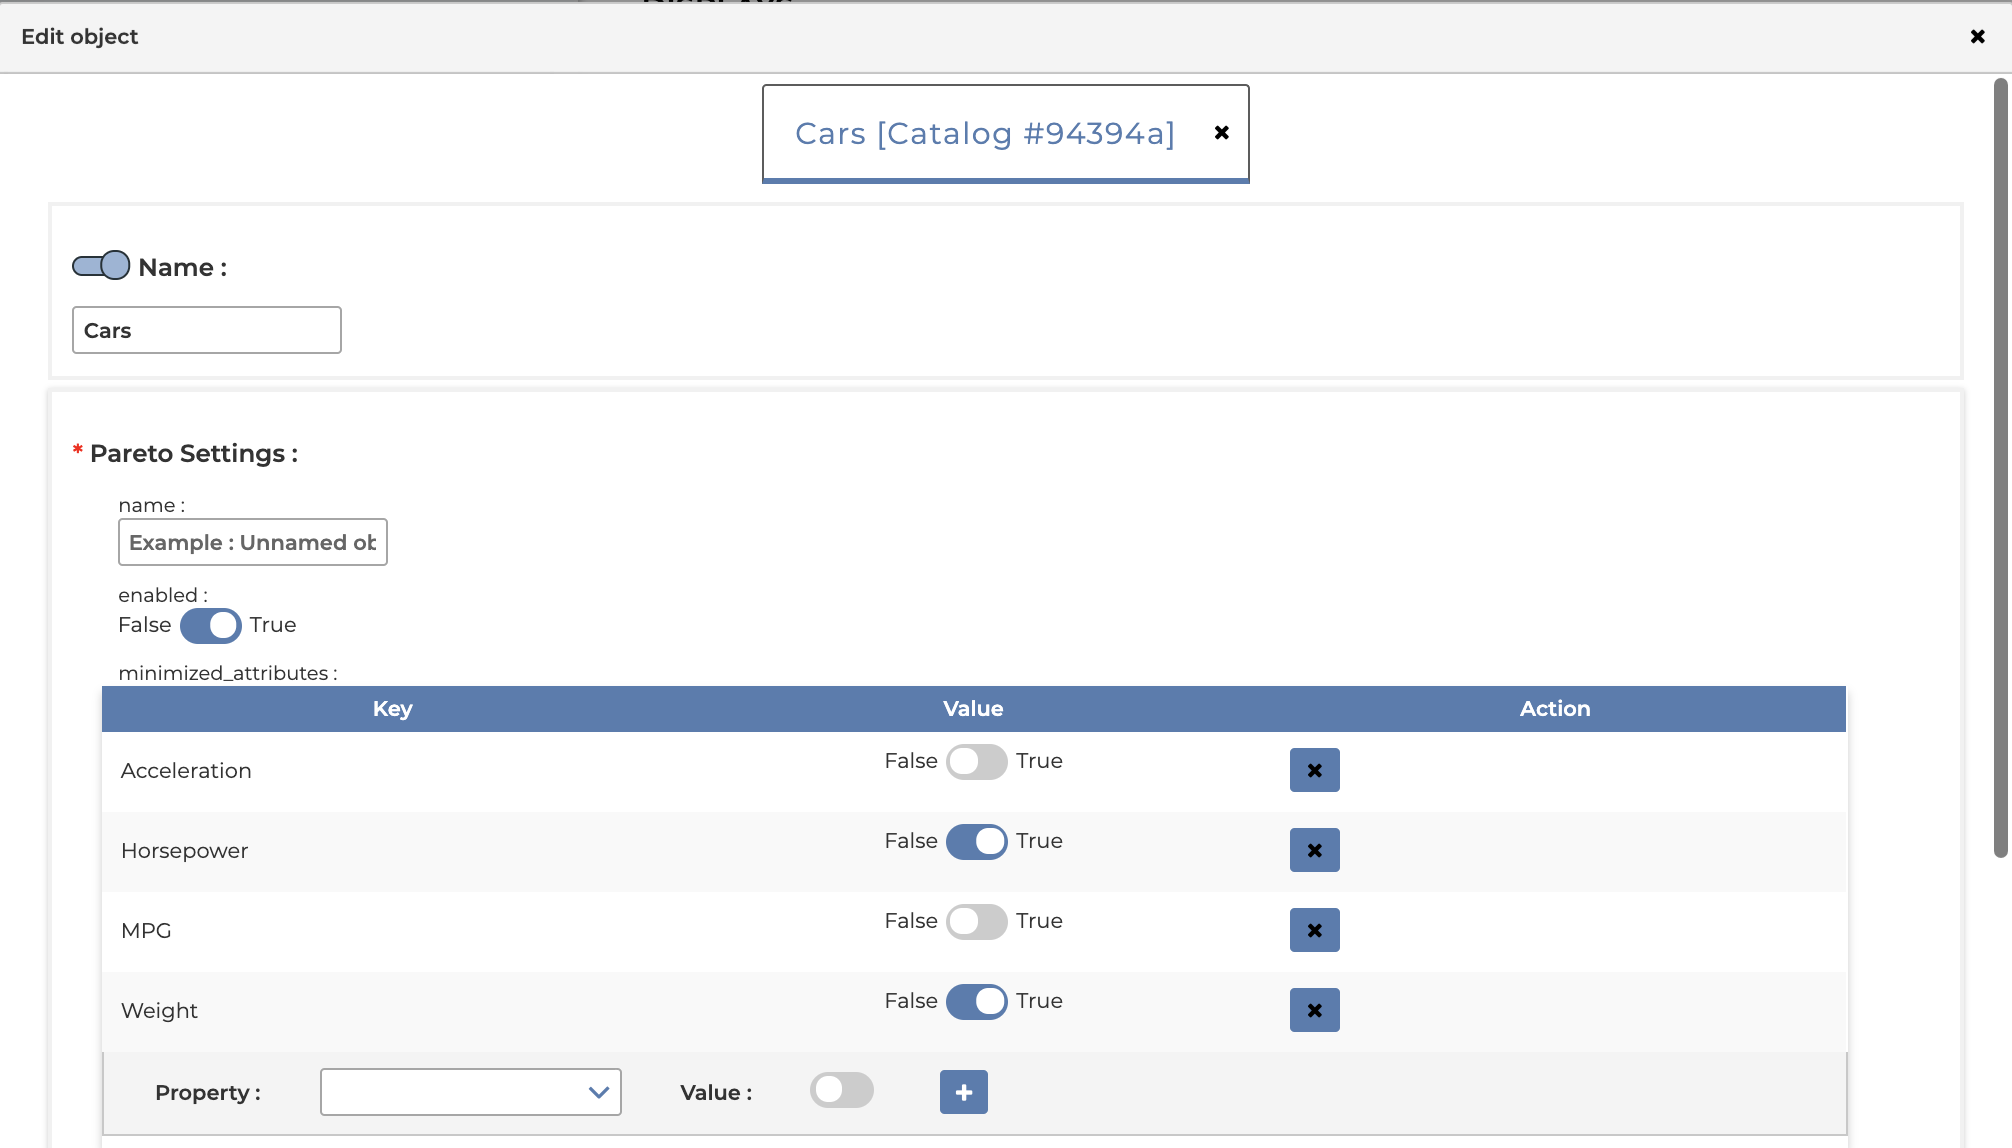 Edit object
Cars [Catalog #94394a]
Name :
Cars
* Pareto Settings :
name :
Example : Unnamed ob
enabled :
False True
minimized_attributes :
Key Value Action
Acceleration False True
Horsepower False True
MPG False True
Weight False True
Property : Value :